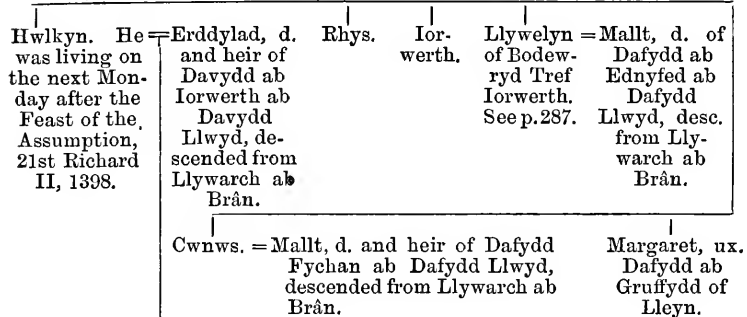 Hwlkyn. He
was living on
the next Mon-
day after the
Feast of the
Assumption,
21st Richard
II, 1398.
=Erddylad, d.
and heir of
Davydd ab
Iorwerth ab
Davydd
Llwyd, de-
scended from
Llywarch ab
Brân.
Rhys.
Ior-
werth.
Llywelyn
of Bodew-
ryd Tref
Iorwerth.
See p. 287.
=Mallt, d. of
Dafydd ab
Ednyfed ab
Dafydd
Llwyd, desc.
from Lly-
warch ab
Brân.
Cwnws.
=Mallt, d. and heir of Dafydd
Fychan ab Dafydd Llwyd,
descended from Llywarch ab
Brân.
Margaret, ux.
Dafydd ab
Gruffydd of
Lleyn.